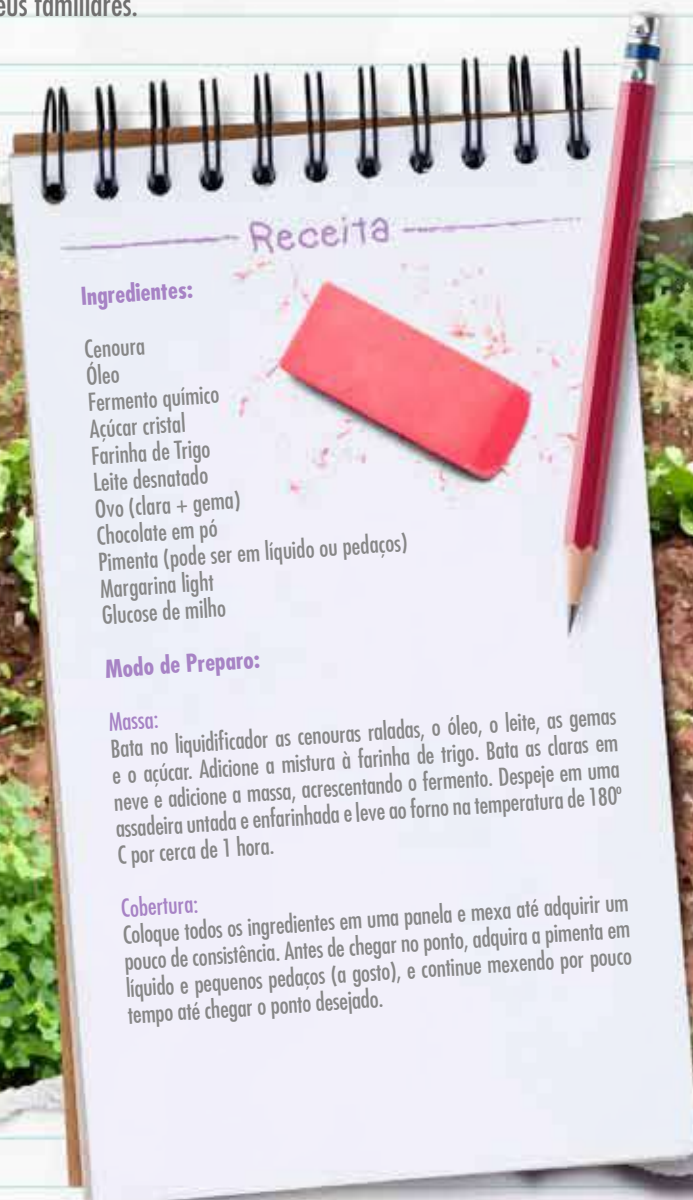 eus familiares.
Receita
Ingredientes:
Cenoura
Óleo
Fermento químico
Açúcar cristal
Farinha de Trigo
Leite desnatado
Ovo (clara + gema)
Chocolate em pó
Pimenta (pode ser em líquido ou pedaços)
Margarina light
Glucose de milho
Modo de Preparo:
Massa:
Bata no liquidificador as cenouras raladas, o óleo, o leite, as gemas
e o açúcar. Adicione a mistura à farinha de trigo. Bata as claras em
neve e adicione a massa, acrescentando o fermento. Despeje em uma
assadeira untada e enfarinhada e leve ao forno na temperatura de 180º
C por cerca de 1 hora.
Cobertura:
Coloque todos os ingredientes em uma panela e mexa até adquirir um
pouco de consistência. Antes de chegar no ponto, adquira a pimenta em
líquido e pequenos pedaços (a gosto), e continue mexendo por pouco
tempo até chegar o ponto desejado.